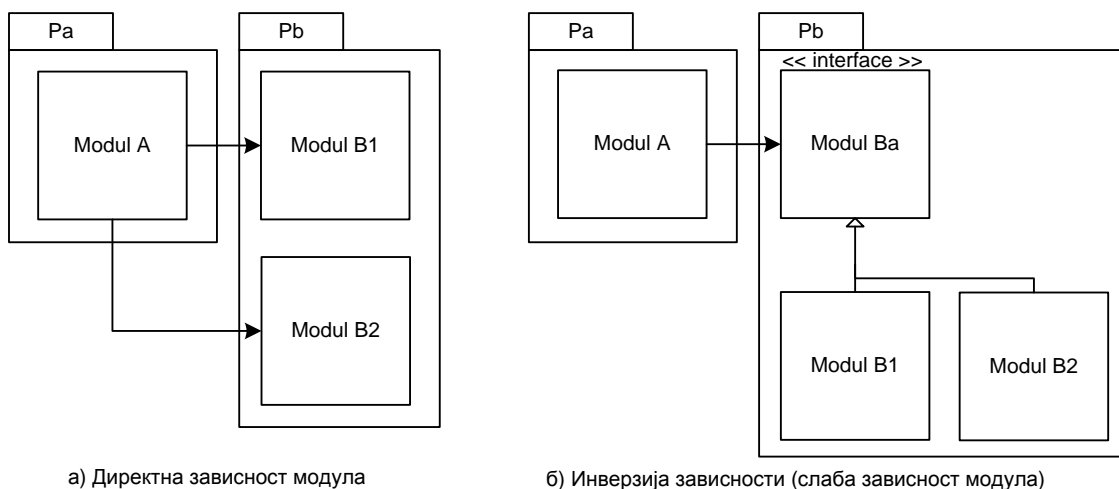 Pa
Pb
Modul A
Modul B1
Modul B2
а) Директна зависност модула
Pa
Pb
<< interface >>
Modul A
Modul Ba
Modul B1
Modul B2
б) Инверзија зависности (слаба зависност модула)